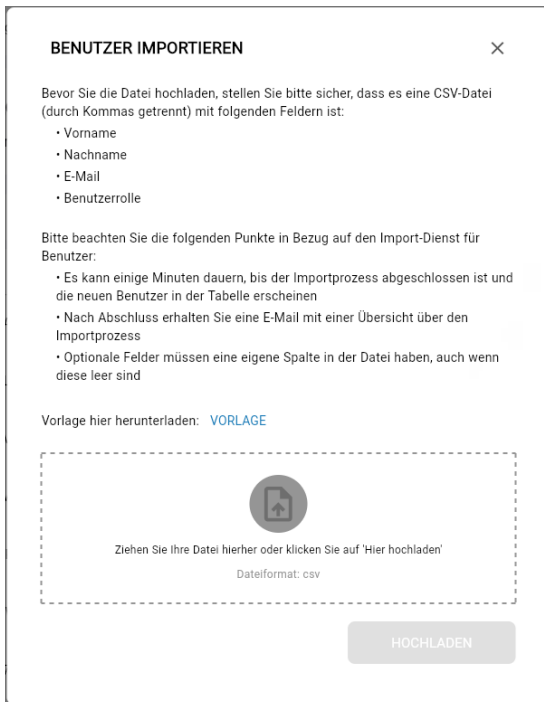 BENUTZER IMPORTIEREN
Bevor Sie die Datei hochladen, stellen Sie bitte sicher, dass es eine CSV-Datei
(durch Kommas getrennt) mit folgenden Feldern ist:
• Vorname
• Nachname
• E-Mail
• Benutzerrolle
Bitte beachten Sie die folgenden Punkte in Bezug auf den Import-Dienst für
Benutzer:
• Es kann einige Minuten dauern, bis der Importprozess abgeschlossen ist und
die neuen Benutzer in der Tabelle erscheinen
• Nach Abschluss erhalten Sie eine E-Mail mit einer Übersicht über den
Importprozess
• Optionale Felder müssen eine eigene Spalte in der Datei haben, auch wenn
diese leer sind
Vorlage hier herunterladen: VORLAGE
Ziehen Sie Ihre Datei hierher oder klicken Sie auf 'Hier hochladen'
Dateiformat: csv
HOCHLADEN